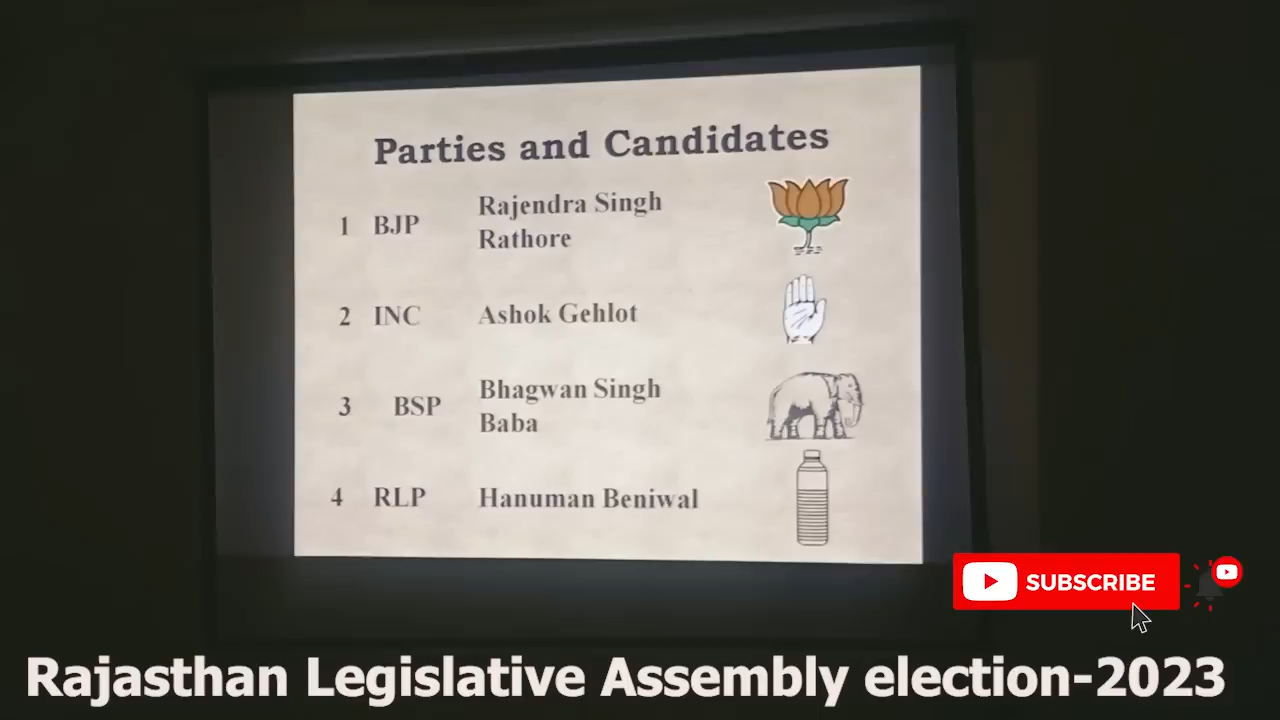 Parties and Candidates
1 BJP Rajendra Singh
Rathore
2 INC Ashok Gehlot
3 BSP Bhagwan Singh
Baba
4 RLP Hanuman Beniwal
SUBSCRIBE
Rajasthan Legislative Assembly election-2023